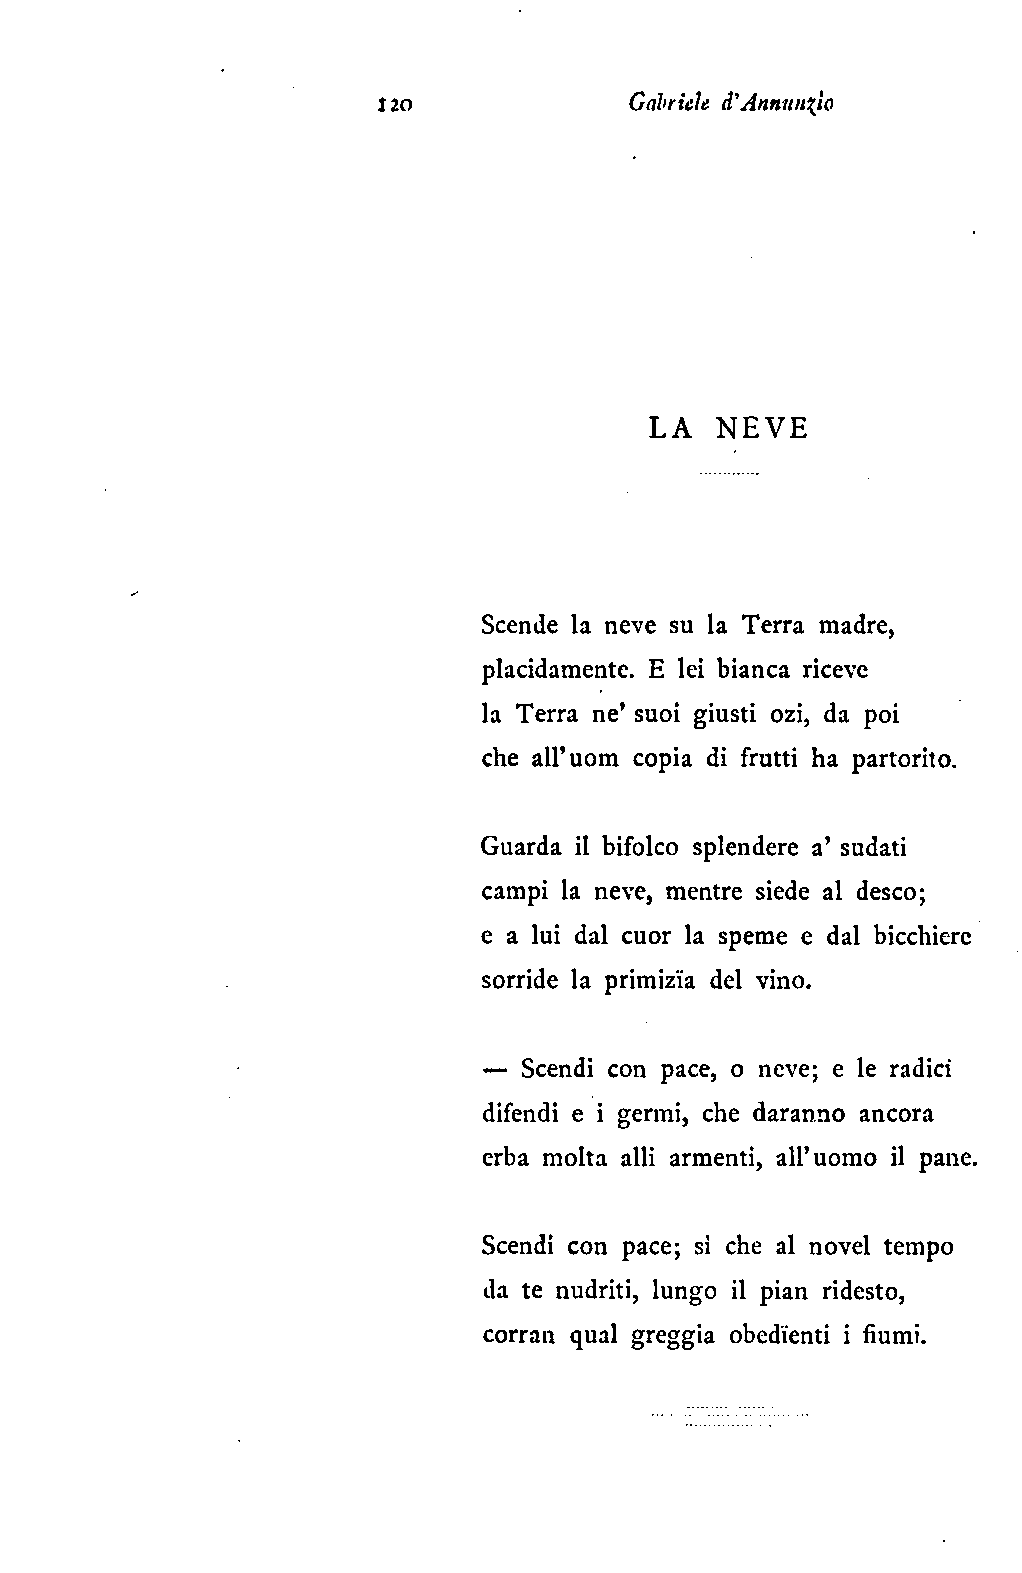 120 Gabriele d'Annunzio
LA NEVE
Scende la neve su la Terra madre,
placidamente. E lei bianca riceve
la Terra ne' suoi giusti ozi, da poi
che all'uom copia di frutti ha partorito.
Guarda il bifolco splendere a' sudati
campi la neve, mentre siede al desco;
e a lui dal cuor la speme e dal bicchiere
sorride la primizïa del vino.
— Scendi con pace, o neve; e le radici
difendi e i germi, che daranno ancora
erba molta alli armenti, all'uomo il pane.
Scendi con pace; sì che al novel tempo
da te nudriti, lungo il pian ridesto,
corran qual greggia obedïenti i fiumi.